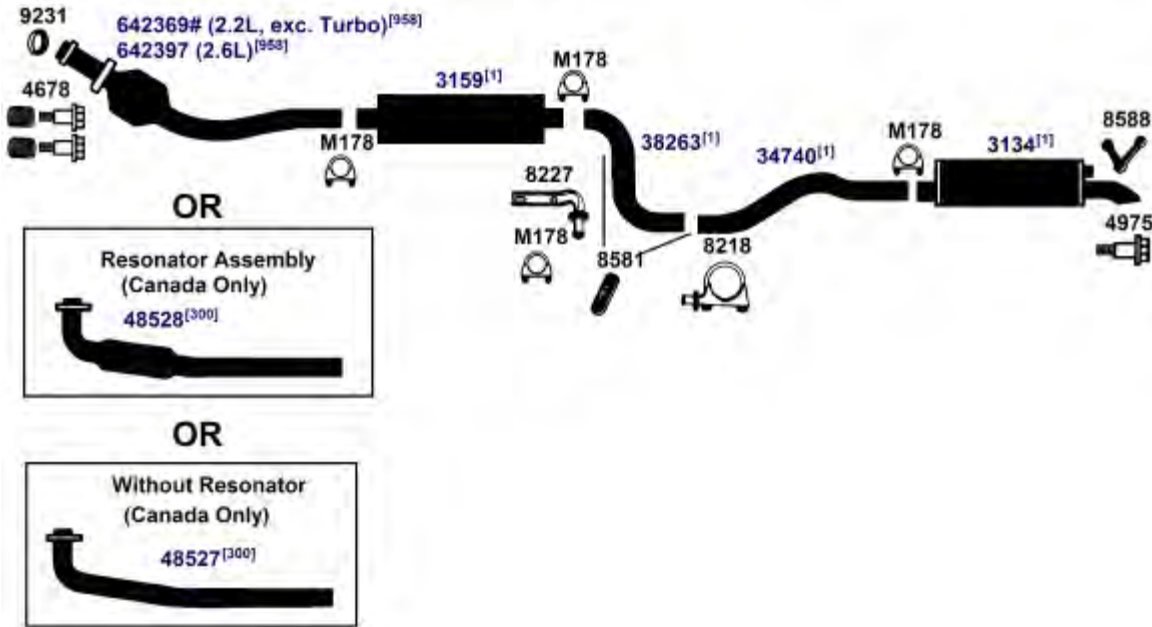 9231
642369# (2.2L, exc. Turbo)[958]
642397 (2.6L)[958]
4678
M178
3159[1]
M178
38263[1]
34740[1]
M178
3134[1]
8588
4975
8227
M178
8581
8218
OR
Resonator Assembly
(Canada Only)
48528[300]
OR
Without Resonator
(Canada Only)
48527[300]